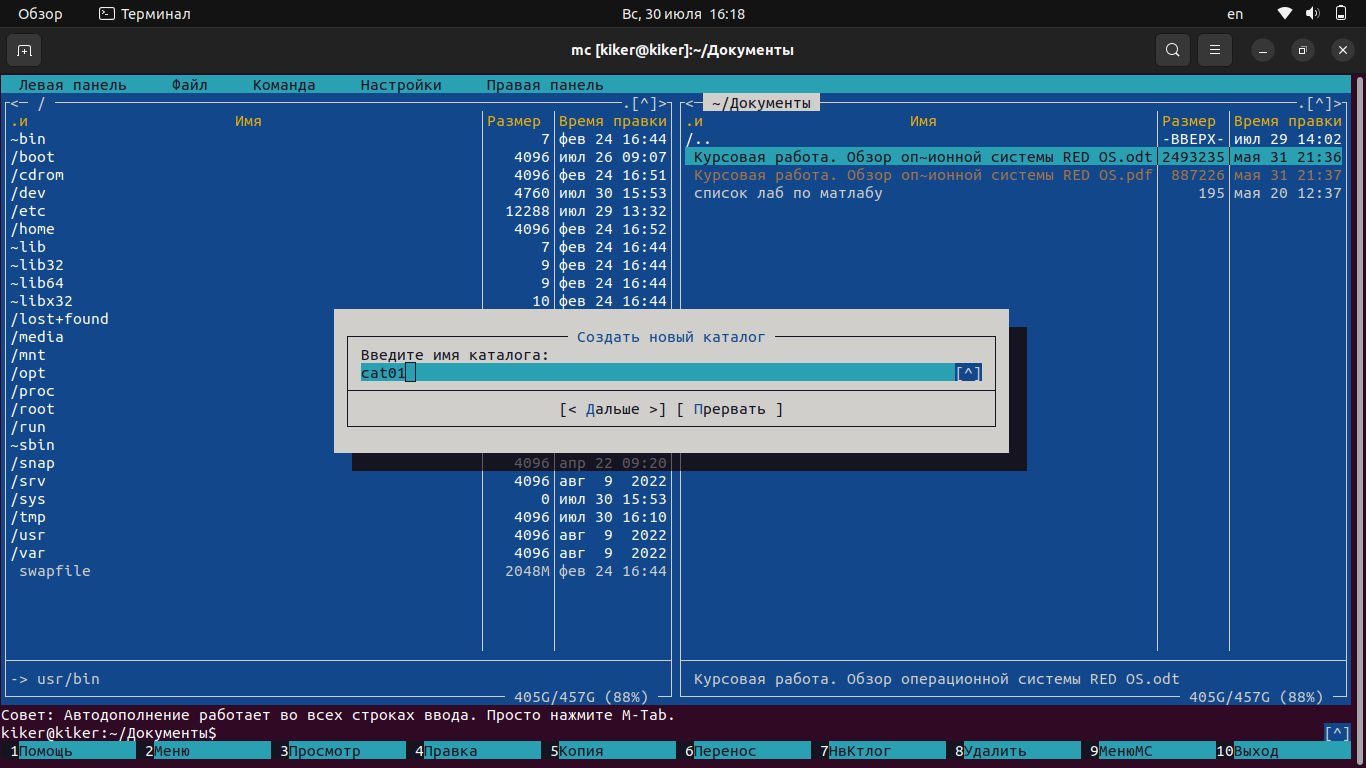 Обзор Терминал Вс, 30 июля 16:18 en
mc [kiker@kiker]:~/Документы
Левая панель Файл Команда Настройки Правая панель
<─ / .[^]> <─ ~/Документы .[^]>
.и Имя Размер Время правки .и Имя Размер Время правки
~bin 7 фев 24 16:44 /.. -ВВЕРХ- июл 29 14:02
/boot 4096 июл 26 09:07 Курсовая работа. Обзор оп~ионной системы RED OS.odt 2493235 мая 31 21:36
/cdrom 4096 фев 24 16:51 Курсовая работа. Обзор оп~ионной системы RED OS.pdf 887226 мая 31 21:37
/dev 4760 июл 30 15:53 список лаб по матлабу 195 мая 20 12:37
/etc 12288 июл 29 13:32
/home 4096 фев 24 16:52
~lib 7 фев 24 16:44
~lib32 9 фев 24 16:44
~lib64 9 фев 24 16:44
~libx32 10 фев 24 16:44
/lost+found
/media Создать новый каталог
/mnt Введите имя каталога:
/opt cat01 [^]
/proc
/root [< Дальше >] [ Прервать ]
/run
~sbin
/snap 4096 апр 22 09:20
/srv 4096 авг 9 2022
/sys 0 июл 30 15:53
/tmp 4096 июл 30 16:10
/usr 4096 авг 9 2022
/var 4096 авг 9 2022
swapfile 2048M фев 24 16:44
-> usr/bin Курсовая работа. Обзор операционной системы RED OS.odt
405G/457G (88%) 405G/457G (88%)
Совет: Автодополнение работает во всех строках ввода. Просто нажмите M-Tab.
kiker@kiker:~/Документы$ [^]
1Помощь 2Меню 3Просмотр 4Правка 5Копия 6Перенос 7НвКтлог 8Удалить 9МенюMC 10Выход